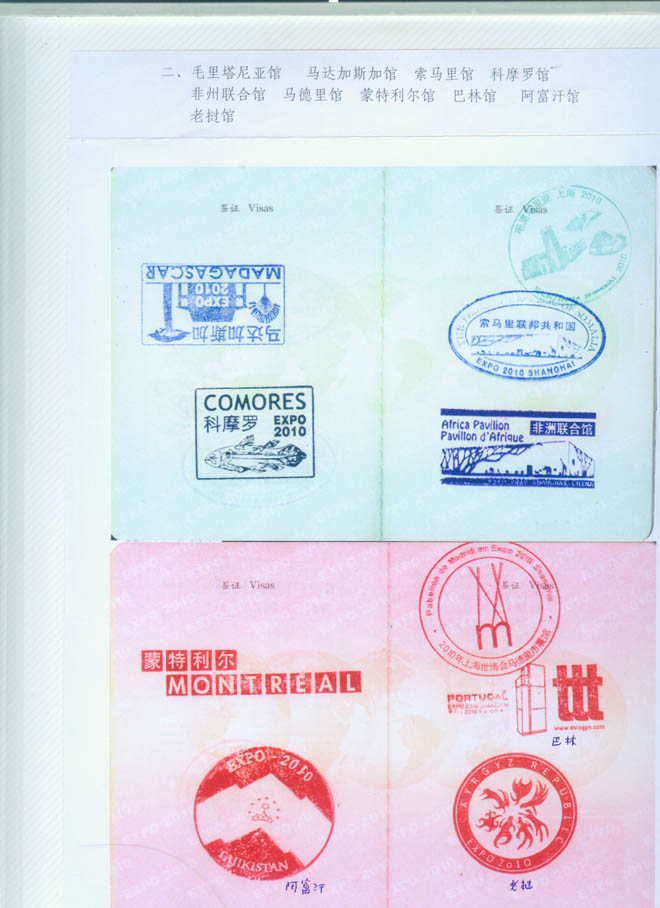 二、毛里塔尼亚馆 马达加斯加馆 索马里馆 科摩罗馆
非州联合馆 马德里馆 蒙特利尔馆 巴林馆 阿富汗馆
老挝馆
签证 Visas
签证 Visas
上海 2010
MADAGASCAR
EXPO
2010
马达加斯加
索马里联邦共和国
EXPO 2010 SHANGHAI
COMORES
科摩罗 EXPO
2010
Africa Pavilion 非洲联合馆
Pavillon d'Afrique
签证 Visas
签证 Visas
Pabellón de Madrid en Expo 2010 Shanghai
m
2010年上海世博会马德里市案例馆
蒙特利尔
MONTREAL
PORTUGAL
ttt
巴林
EXPO - 2010
TAJIKISTAN
阿富汗
KYRGYZ REPUBLIC
EXPO 2010
老挝